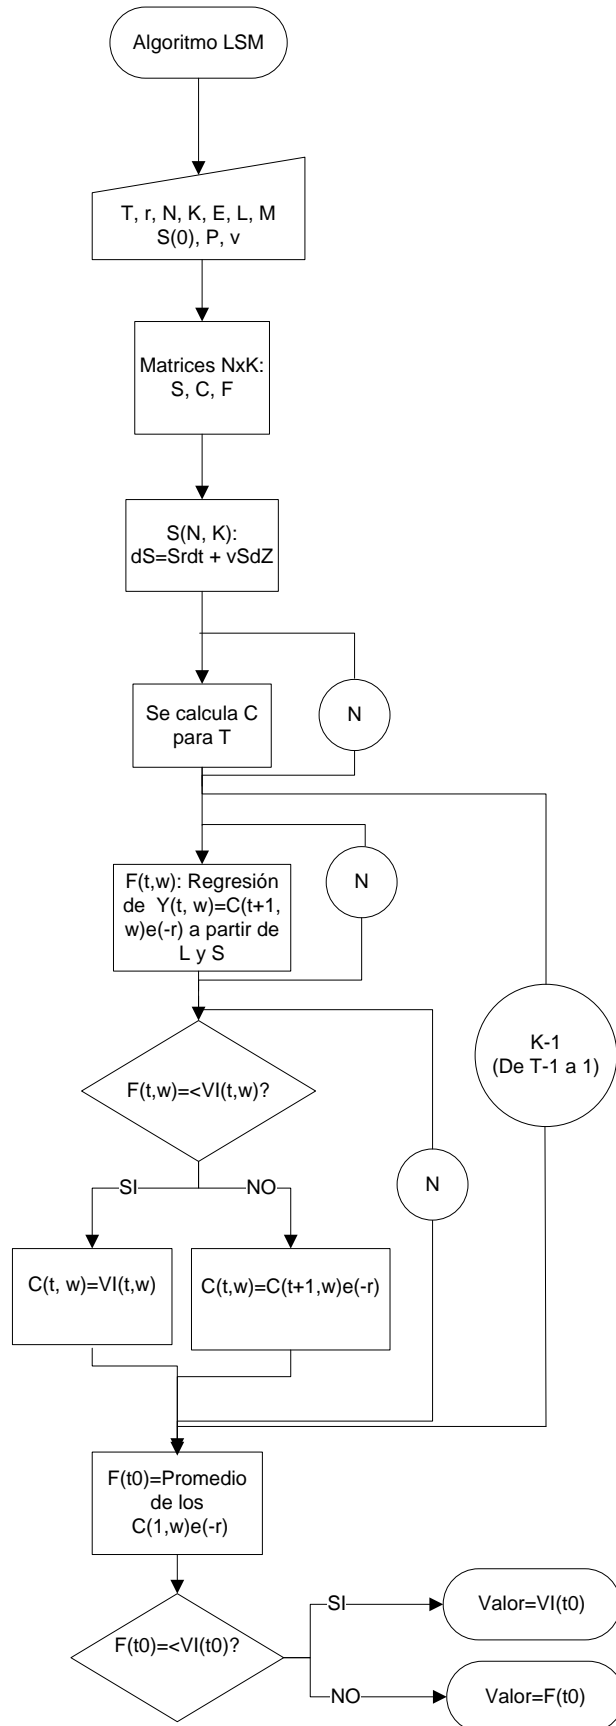 Algoritmo LSM
T, r, N, K, E, L, M
S(0), P, v
Matrices NxK:
S, C, F
S(N, K):
dS=Srdt + vSdZ
Se calcula C
para T
N
F(t,w): Regresión
de Y(t, w)=C(t+1,
w)e(-r) a partir de
L y S
N
K-1
(De T-1 a 1)
F(t,w)=<VI(t,w)?
N
SI
NO
C(t, w)=VI(t,w)
C(t,w)=C(t+1,w)e(-r)
F(t0)=Promedio
de los
C(1,w)e(-r)
F(t0)=<VI(t0)?
SI
Valor=VI(t0)
NO
Valor=F(t0)